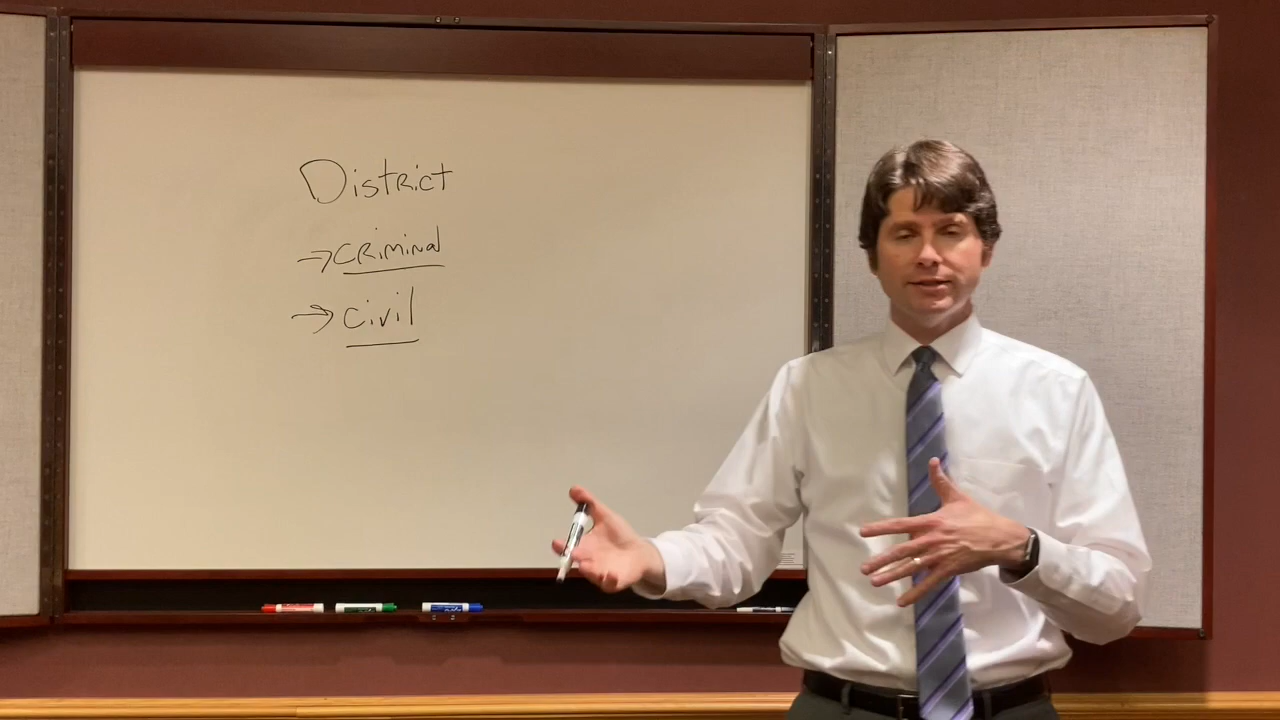 District
→ criminal
→ civil